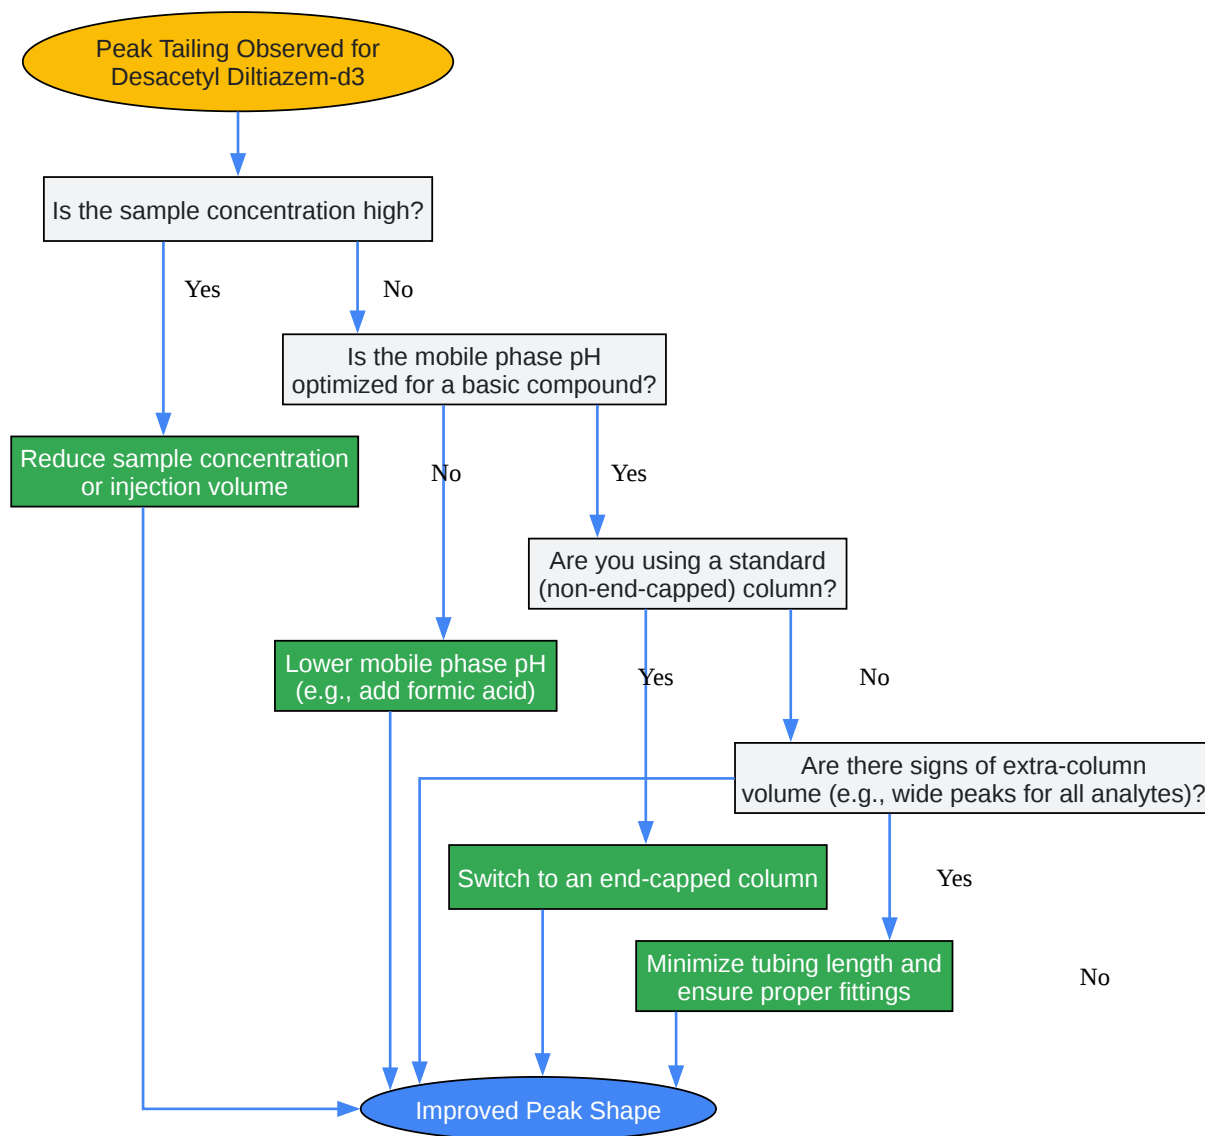 Peak Tailing Observed for
Desacetyl Diltiazem-d3
Is the sample concentration high?
Yes
No
Is the mobile phase pH
optimized for a basic compound?
Reduce sample concentration
or injection volume
No
Yes
Are you using a standard
(non-end-capped) column?
Lower mobile phase pH
(e.g., add formic acid)
Yes
No
Are there signs of extra-column
volume (e.g., wide peaks for all analytes)?
Switch to an end-capped column
Yes
Minimize tubing length and
ensure proper fittings
No
Improved Peak Shape